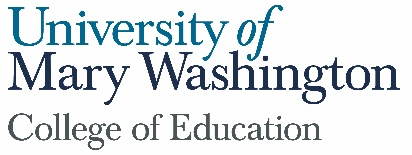 University of
Mary Washington
College of Education